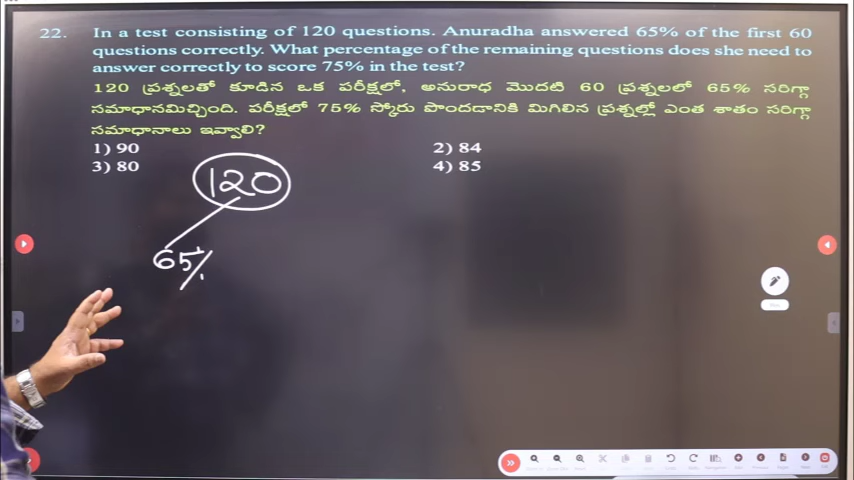 22. In a test consisting of 120 questions. Anuradha answered 65% of the first 60
questions correctly. What percentage of the remaining questions does she need to
answer correctly to score 75% in the test?
120 ప్రశ్నలతో కూడిన ఒక పరీక్షలో, అనురాధ మొదటి 60 ప్రశ్నలలో 65% సరిగ్గా
సమాధానమిచ్చింది. పరీక్షలో 75% స్కోరు పొందడానికి మిగిలిన ప్రశ్నల్లో ఎంత శాతం సరిగ్గా
సమాధానాలు ఇవ్వాలి?
1) 90 2) 84
3) 80 4) 85
120
65%